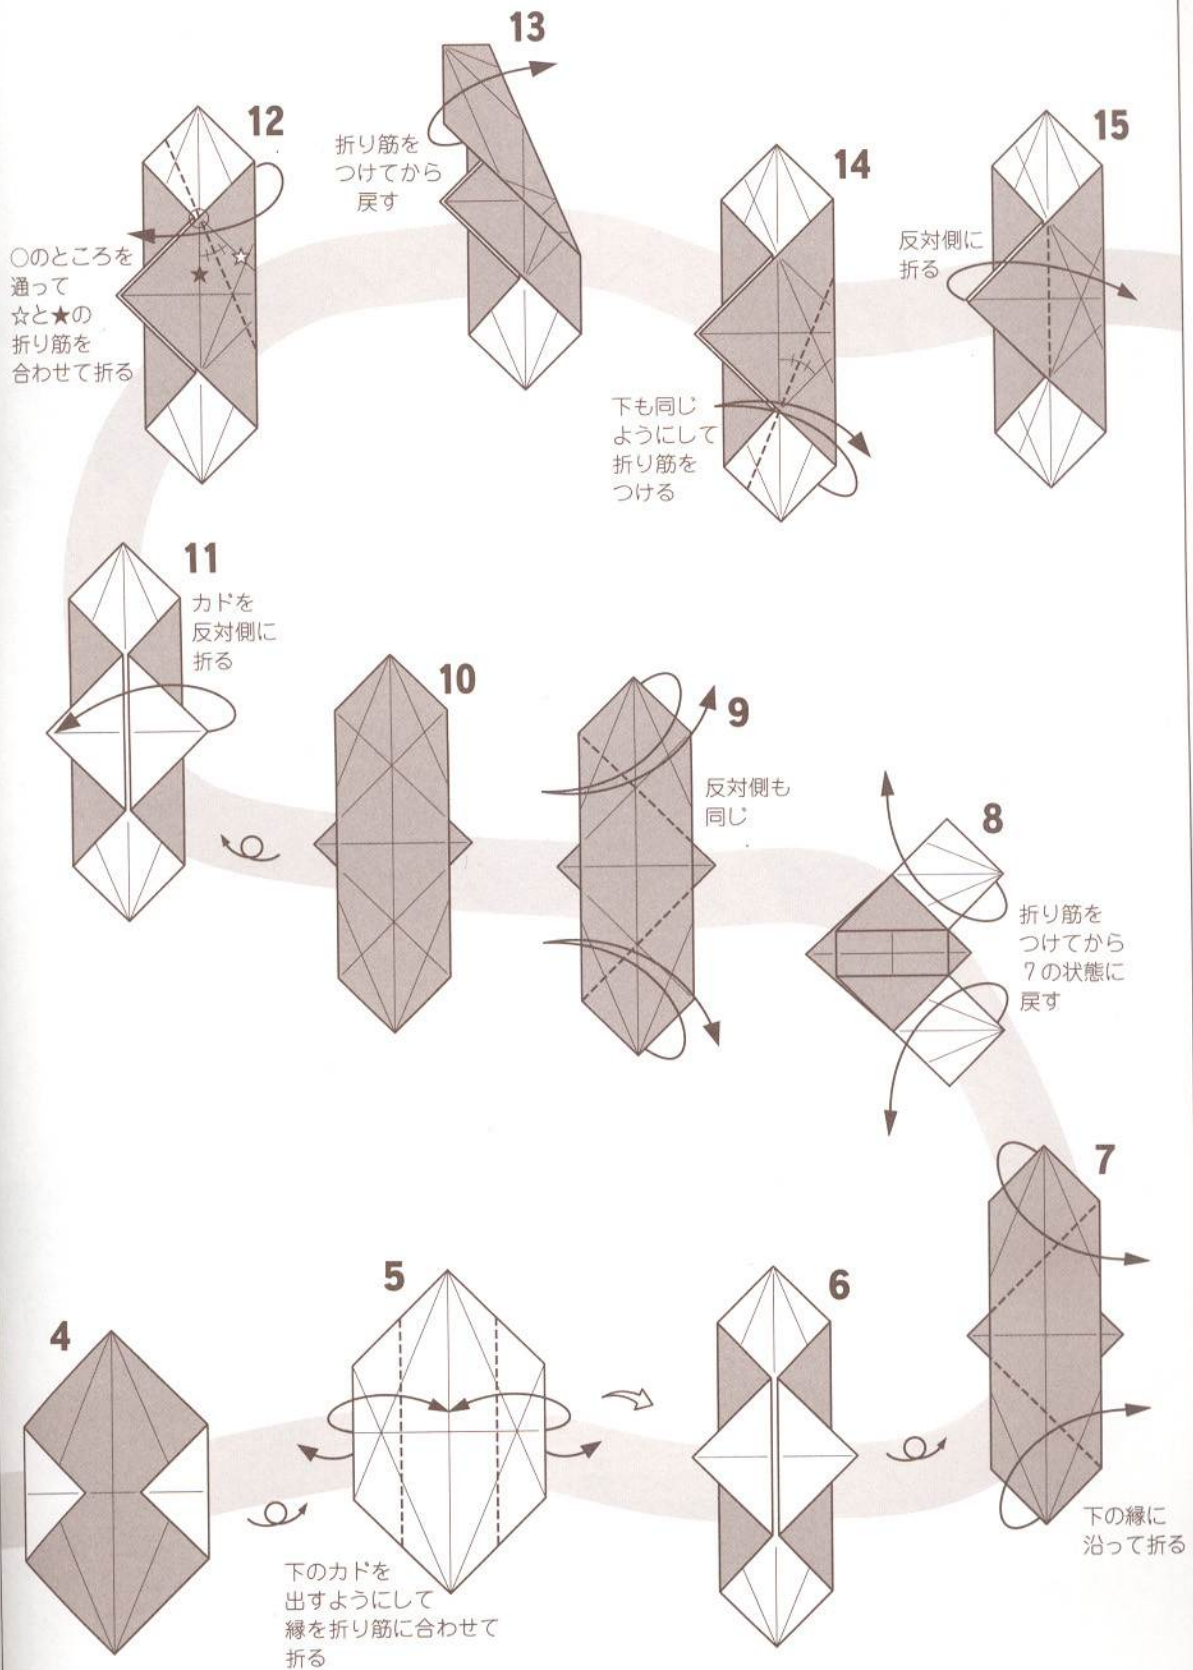 4
5
下のカドを
出すようにして
縁を折り筋に合わせて
折る
6
7
下の縁に
沿って折る
8
折り筋を
つけてから
7の状態に
戻す
9
反対側も
同じ
10
11
カドを
反対側に
折る
12
○のところを
通って
☆と★の
折り筋を
合わせて折る
☆
★
13
折り筋を
つけてから
戻す
14
下も同じ
ようにして
折り筋を
つける
15
反対側に
折る